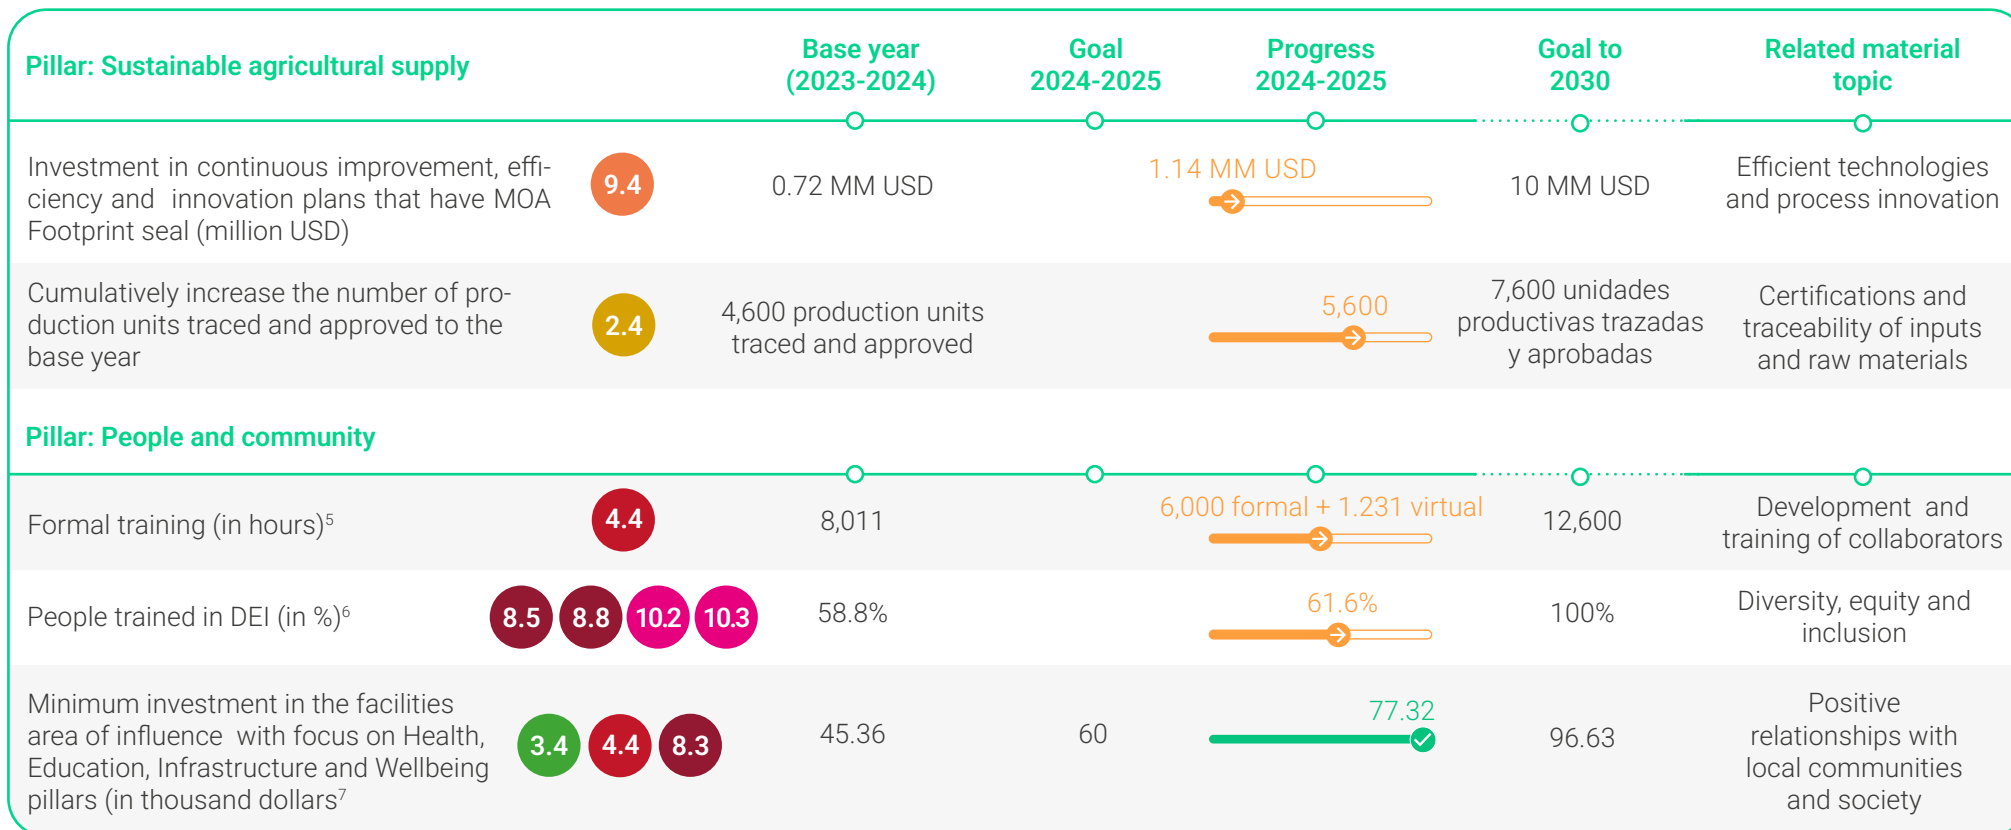 Pillar: Sustainable agricultural supply
Base year
(2023-2024)
Goal
2024-2025
Progress
2024-2025
Goal to
2030
Related material
topic
Investment in continuous improvement, effi-
ciency and innovation plans that have MOA
Footprint seal (million USD)
9.4
0.72 MM USD
1.14 MM USD
10 MM USD
Efficient technologies
and process innovation
Cumulatively increase the number of pro-
duction units traced and approved to the
base year
2.4
4,600 production units
traced and approved
5,600
7,600 unidades
productivas trazadas
y aprobadas
Certifications and
traceability of inputs
and raw materials
Pillar: People and community
Formal training (in hours)⁵
4.4
8,011
6,000 formal + 1.231 virtual
12,600
Development and
training of collaborators
People trained in DEI (in %)⁶
8.5 8.8 10.2 10.3
58.8%
61.6%
100%
Diversity, equity and
inclusion
Minimum investment in the facilities
area of influence with focus on Health,
Education, Infrastructure and Wellbeing
pillars (in thousand dollars⁷
3.4 4.4 8.3
45.36
60
77.32
96.63
Positive
relationships with
local communities
and society